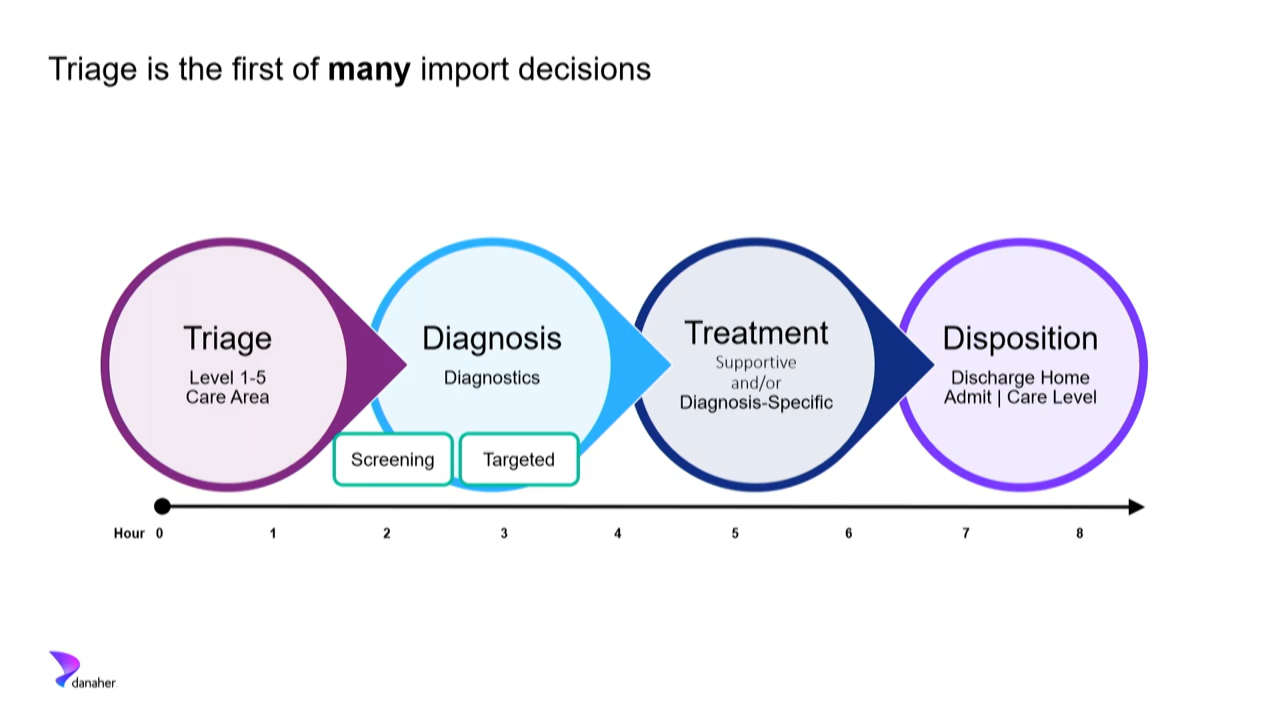 Triage is the first of many import decisions
Triage
Level 1-5
Care Area
Diagnosis
Diagnostics
Screening
Targeted
Treatment
Supportive
and/or
Diagnosis-Specific
Disposition
Discharge Home
Admit | Care Level
Hour 0 1 2 3 4 5 6 7 8
danaher